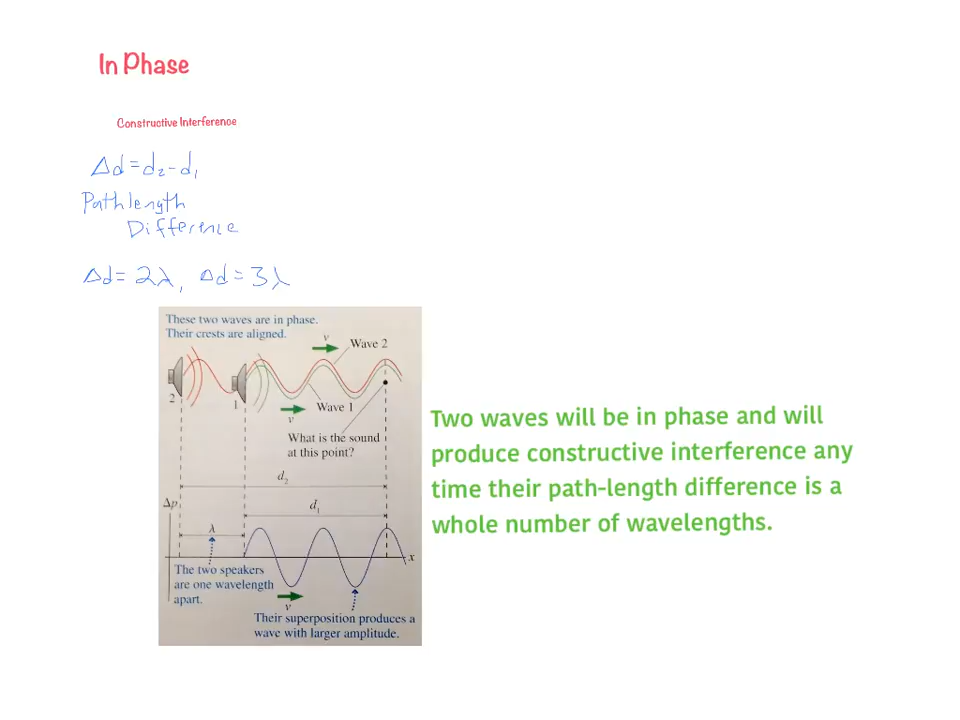 In Phase
Constructive Interference
Δd = d₂ - d₁
Path length
Difference
Δd = 2λ, Δd = 3λ
These two waves are in phase.
Their crests are aligned.
v
Wave 2
2
1
v
Wave 1
What is the sound
at this point?
d₂
Δp
d₁
λ
x
The two speakers
are one wavelength
apart.
v
Their superposition produces a
wave with larger amplitude.
Two waves will be in phase and will
produce constructive interference any
time their path-length difference is a
whole number of wavelengths.